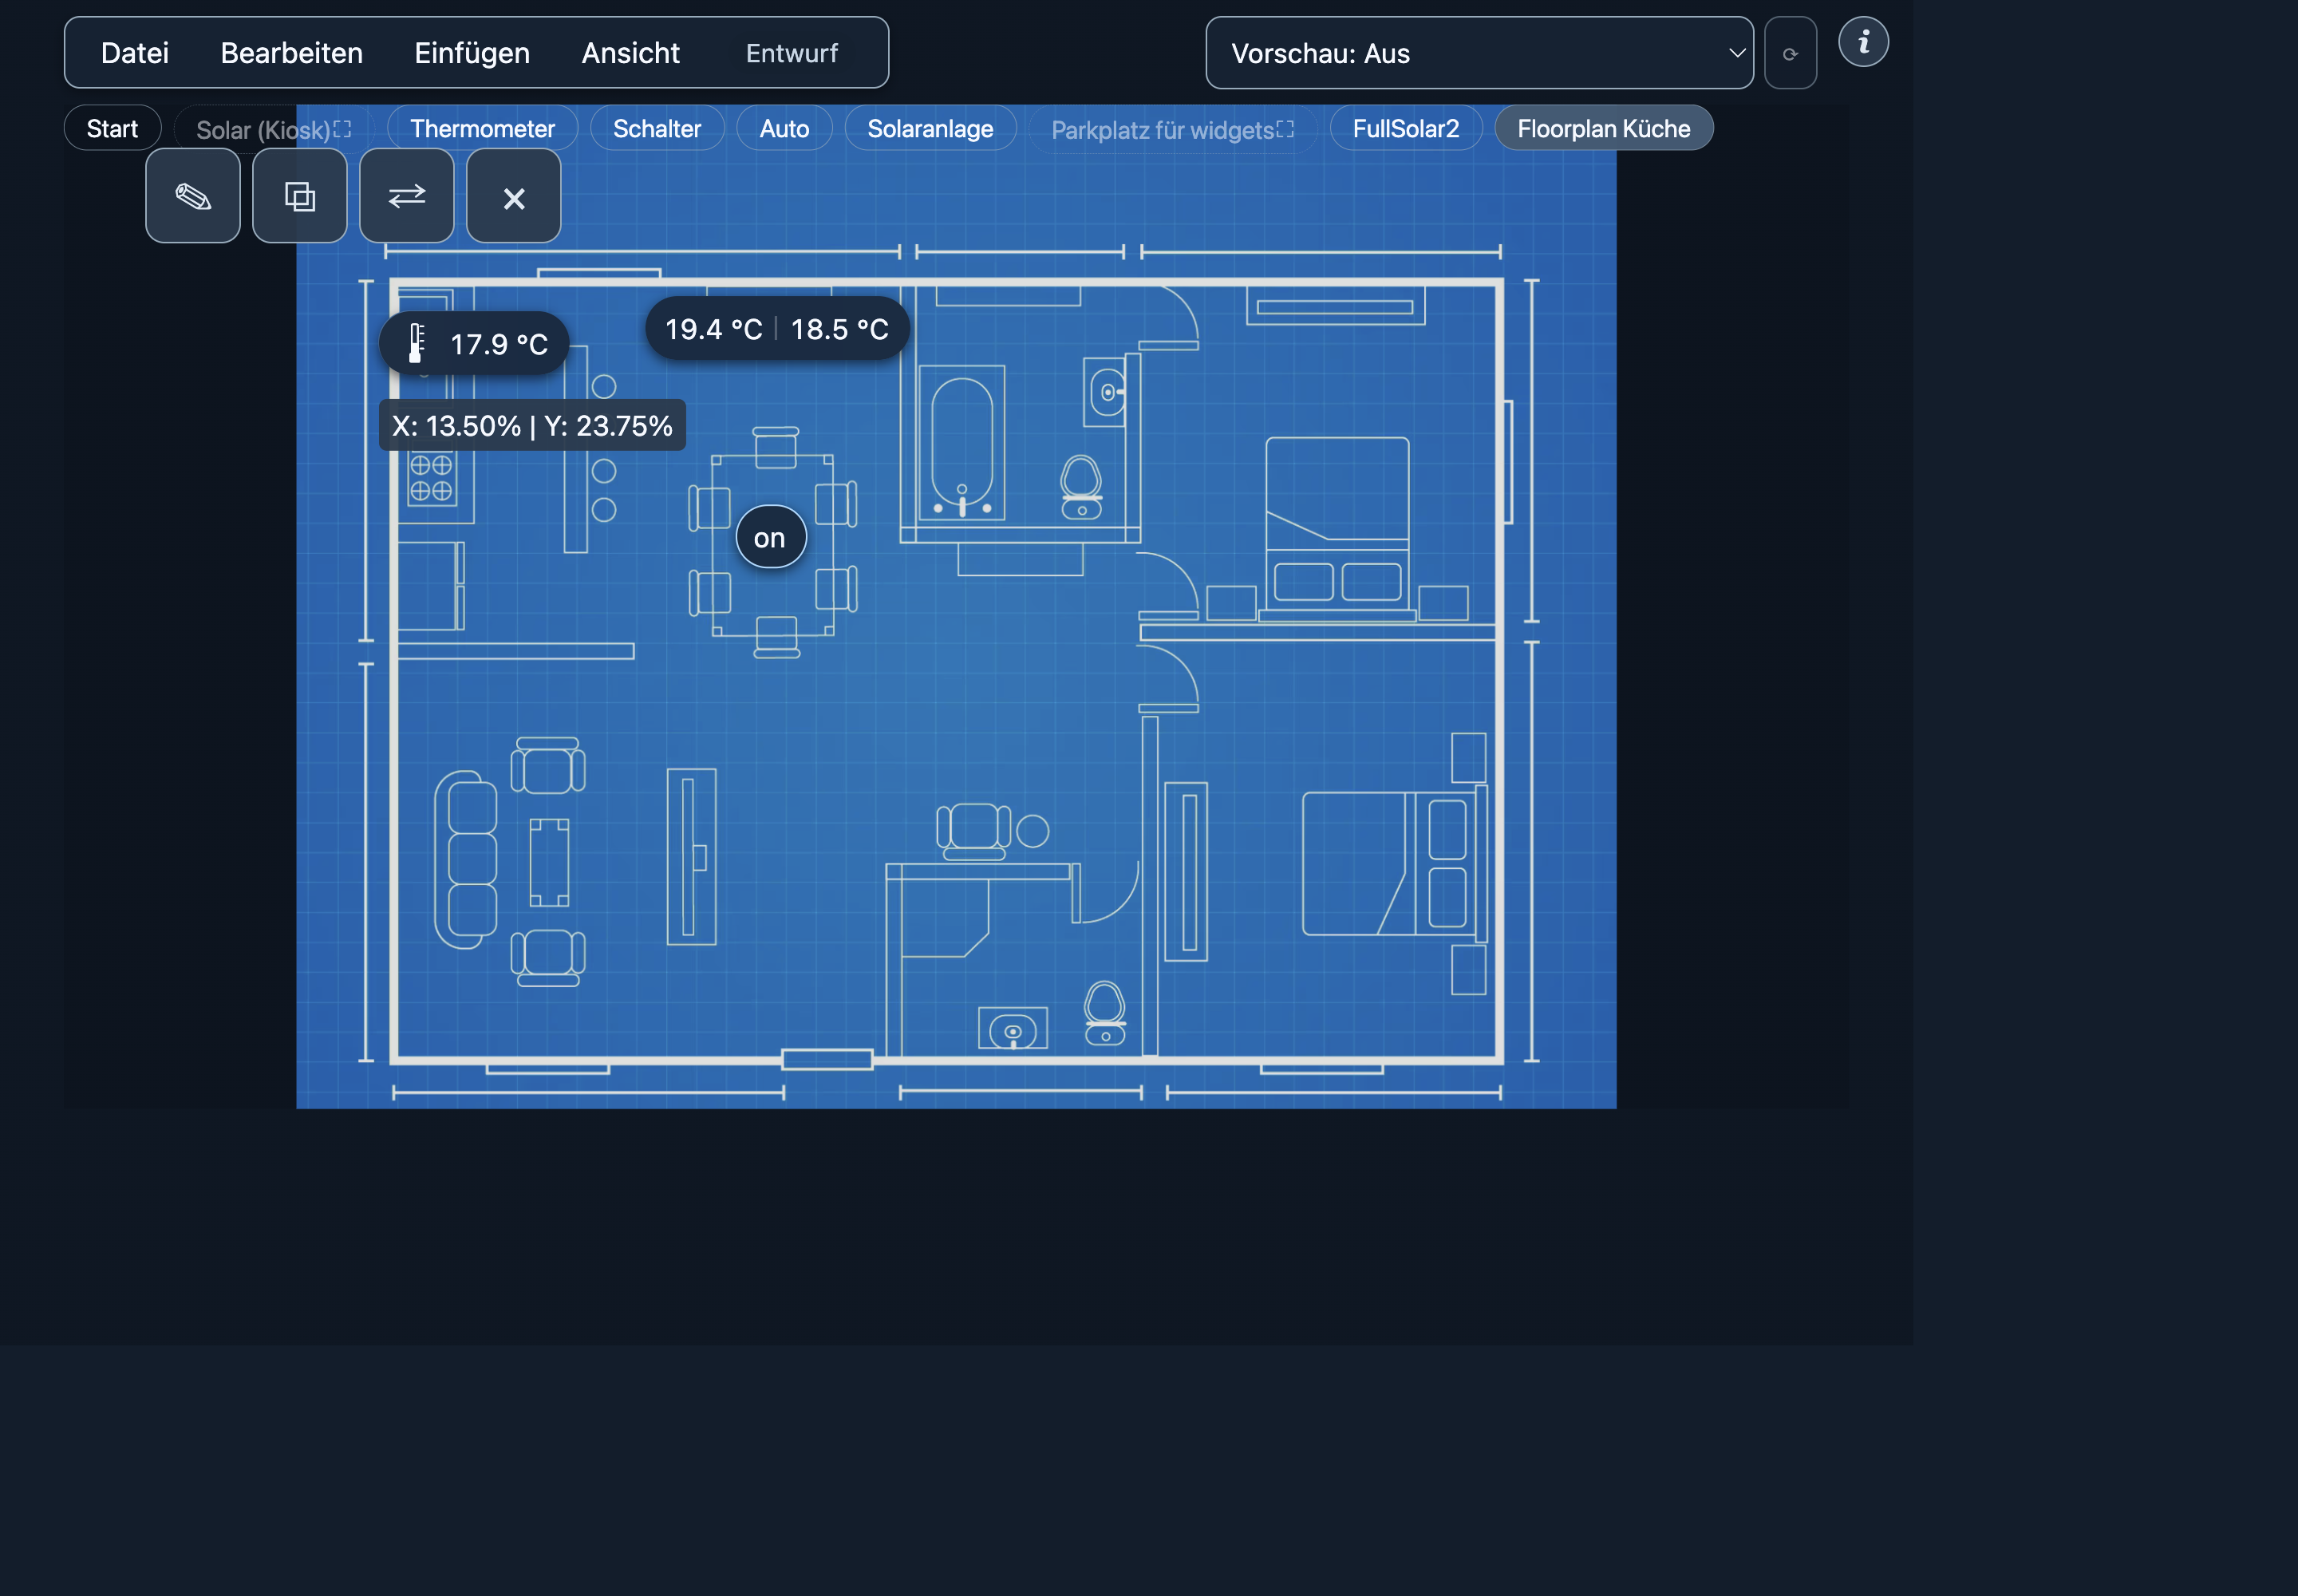 Datei Bearbeiten Einfügen Ansicht Entwurf Vorschau: Aus i
Start Solar (Kiosk) Thermometer Schalter Auto Solaranlage Parkplatz für widgets FullSolar2 Floorplan Küche
19.4 °C | 18.5 °C
17.9 °C
X: 13.50% | Y: 23.75%
on